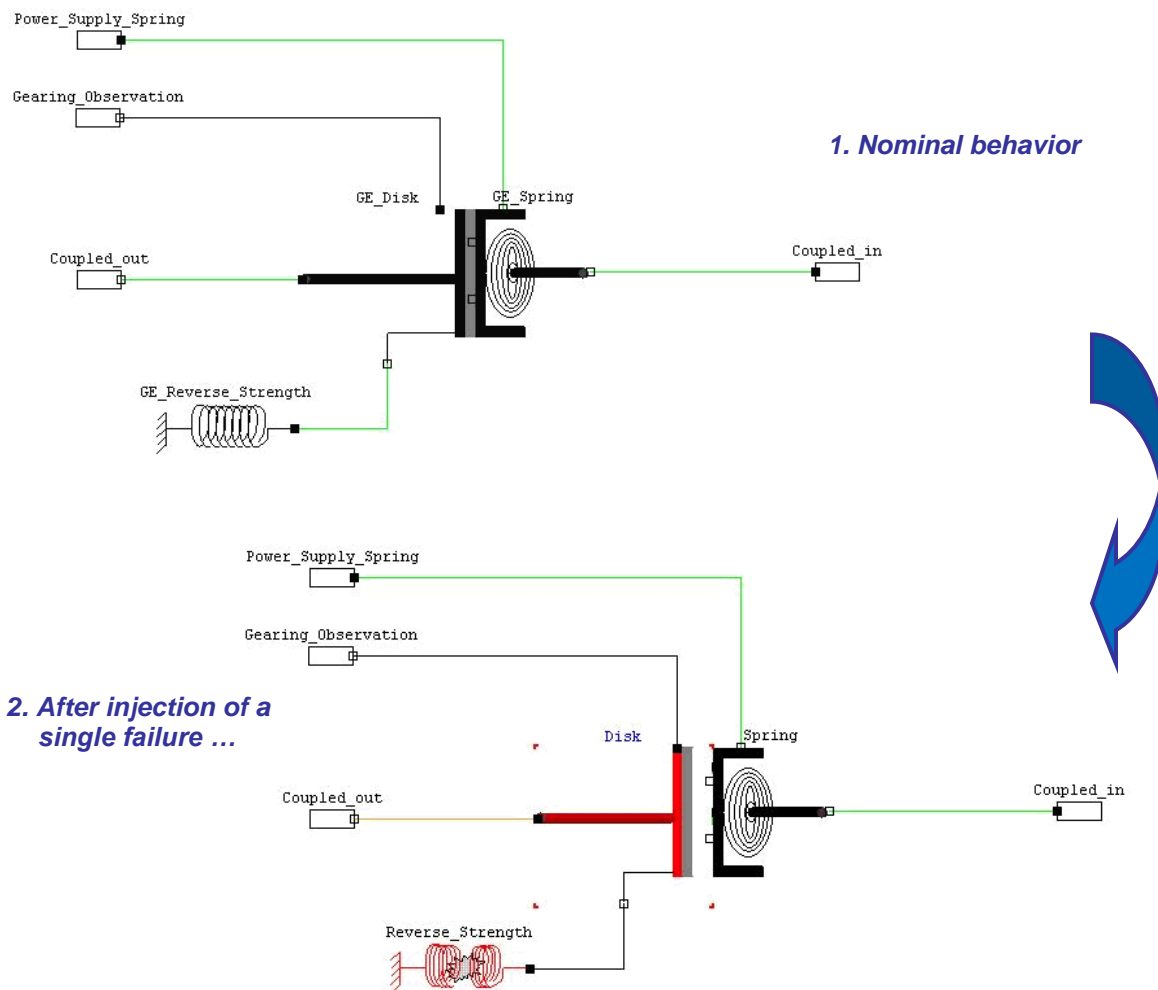 Power_Supply_Spring
Gearing_Observation
1. Nominal behavior
GE_Disk
GE_Spring
Coupled_out
Coupled_in
GE_Reverse_Strength
Power_Supply_Spring
Gearing_Observation
2. After injection of a
single failure …
Disk
Spring
Coupled_out
Coupled_in
Reverse_Strength